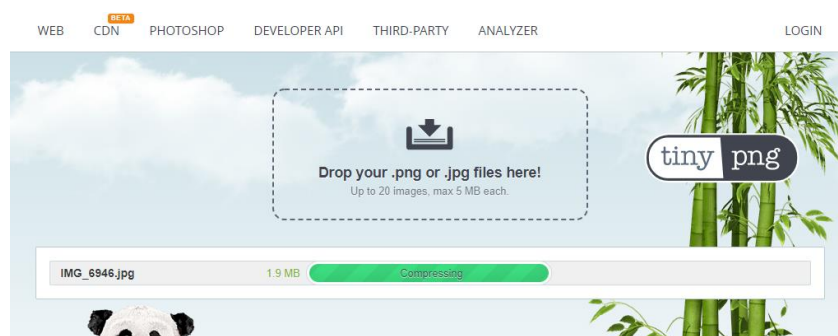 BETA
WEB CDN PHOTOSHOP DEVELOPER API THIRD-PARTY ANALYZER LOGIN
Drop your .png or .jpg files here!
Up to 20 images, max 5 MB each.
tiny png
IMG_6946.jpg 1.9 MB Compressing